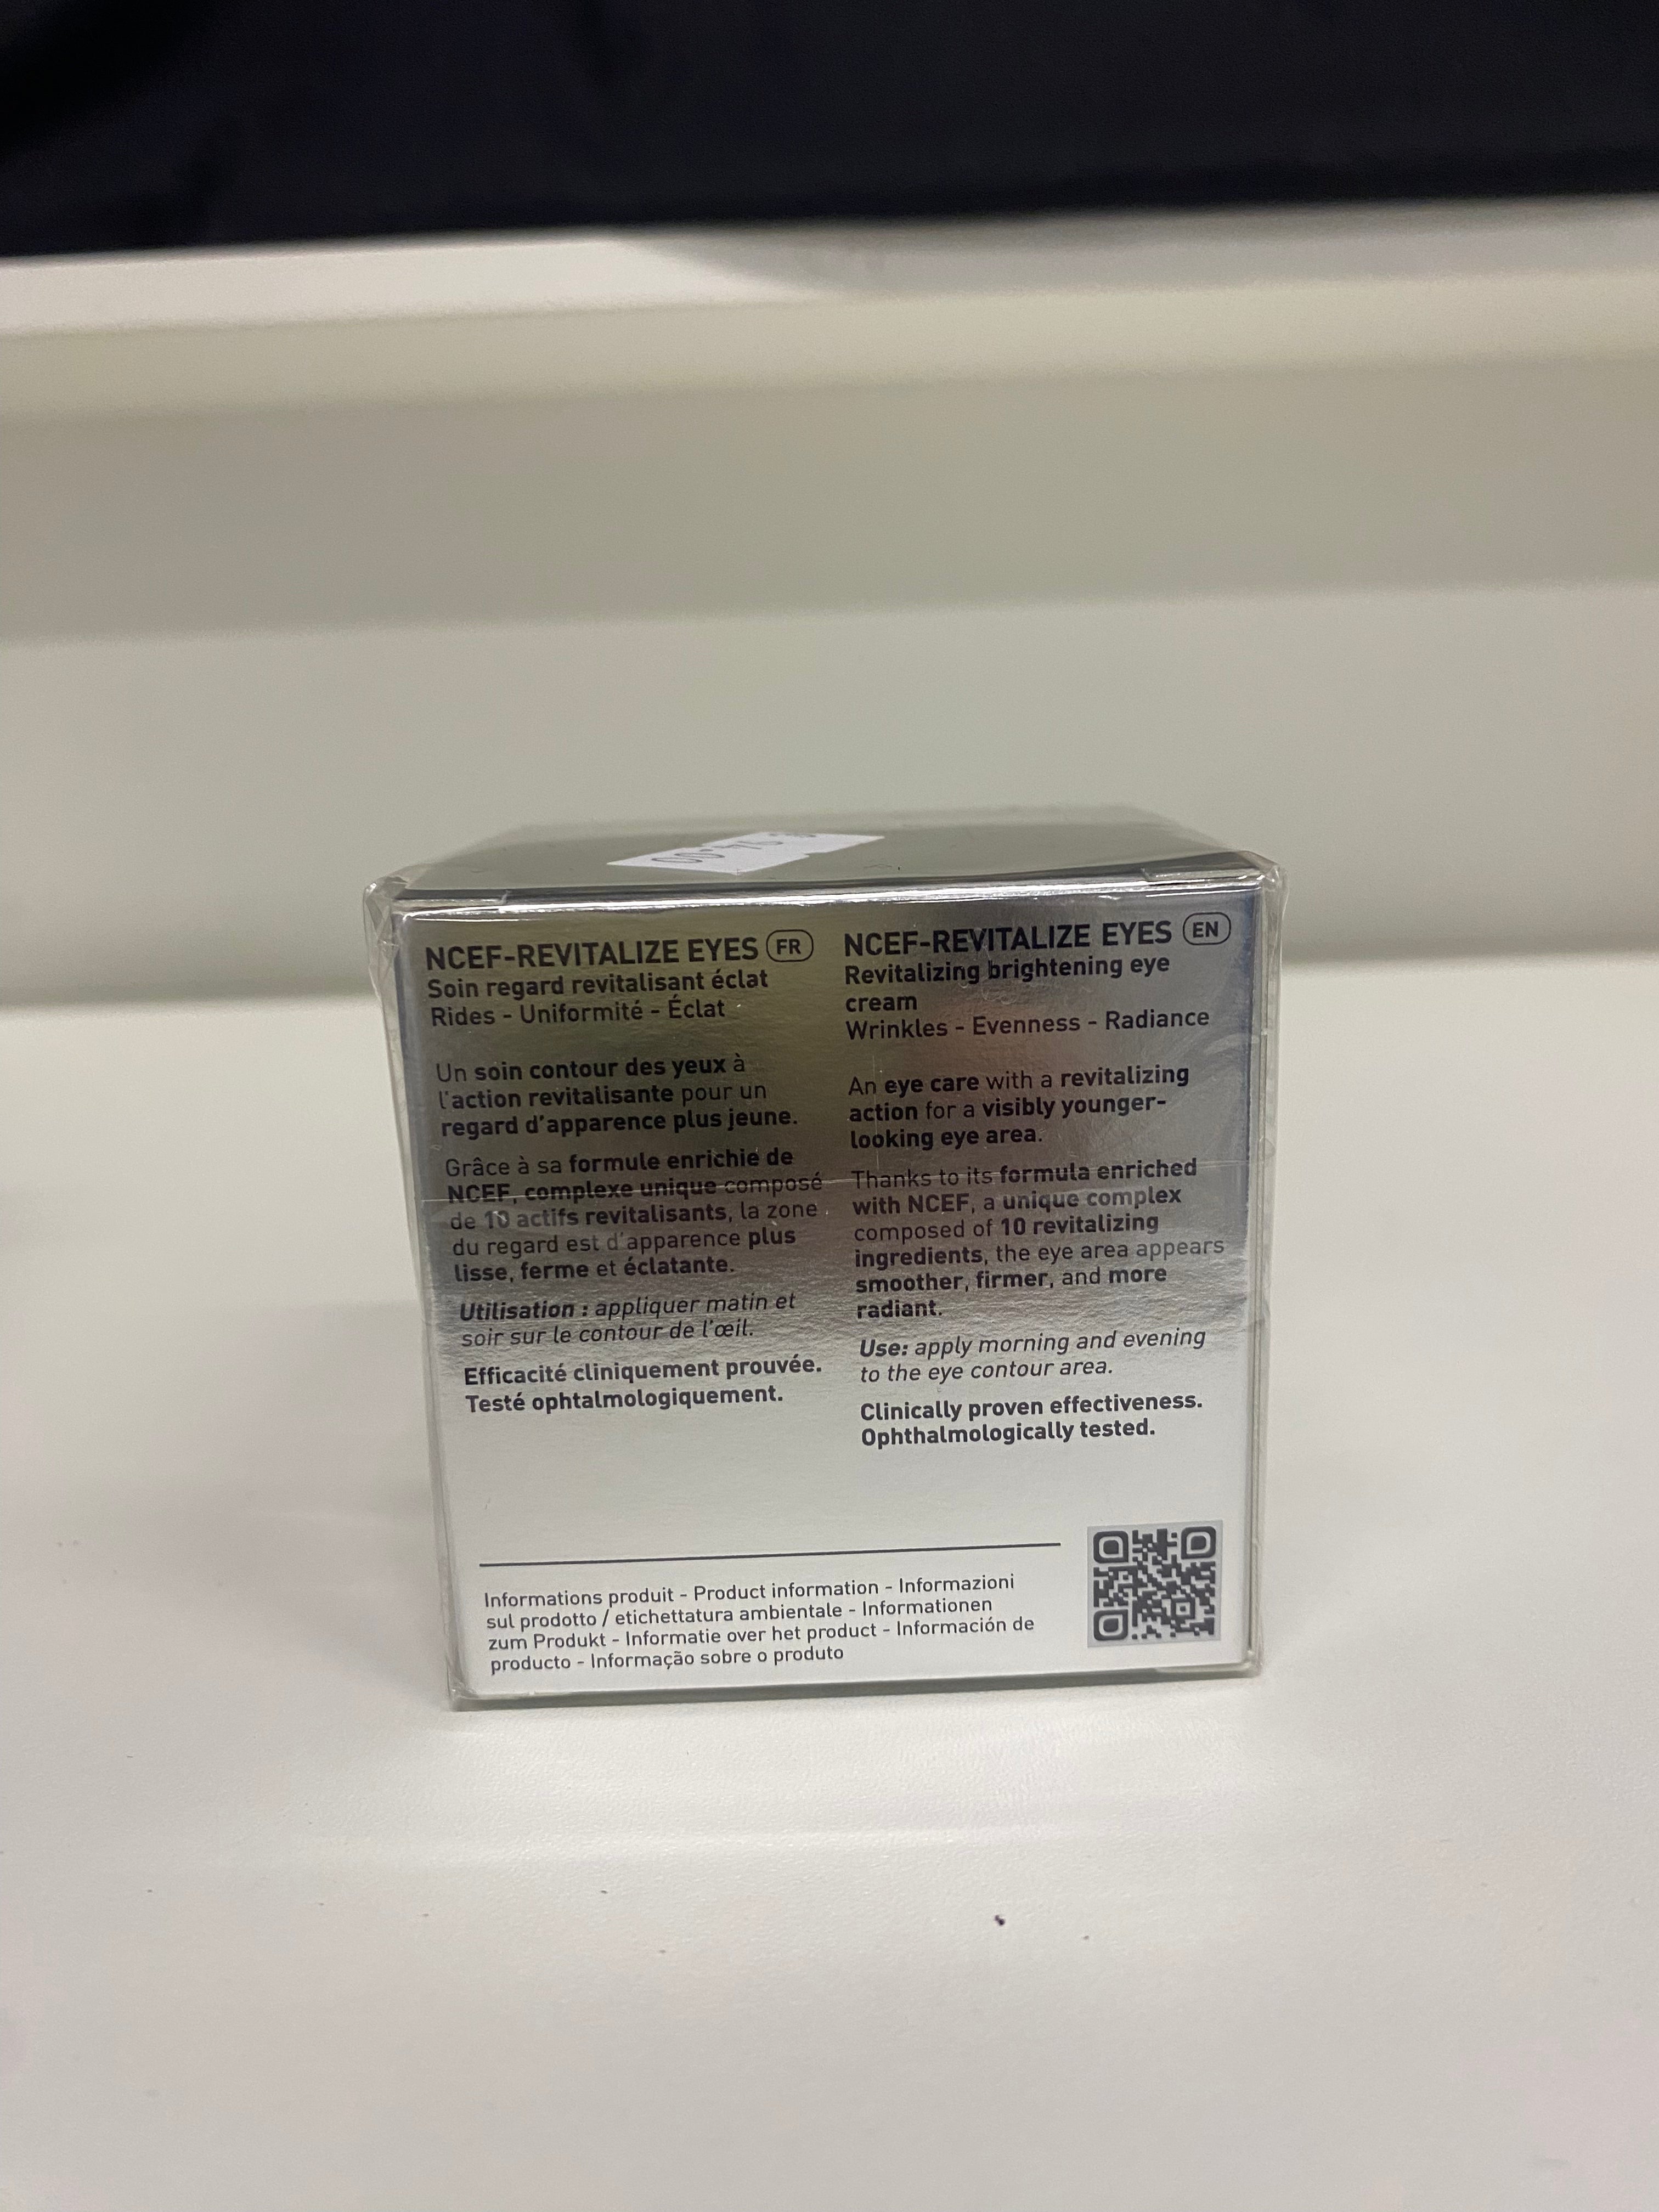 NCEF-REVITALIZE EYES FR
Soin regard revitalisant éclat
Rides - Uniformité - Éclat
Un soin contour des yeux à
l'action revitalisante pour un
regard d'apparence plus jeune.
Grâce à sa formule enrichie de
NCEF, complexe unique composé
de 10 actifs revitalisants, la zone
du regard est d'apparence plus
lisse, ferme et éclatante.
Utilisation : appliquer matin et
soir sur le contour de l'œil.
Efficacité cliniquement prouvée.
Testé ophtalmologiquement.
NCEF-REVITALIZE EYES EN
Revitalizing brightening eye
cream
Wrinkles - Evenness - Radiance
An eye care with a revitalizing
action for a visibly younger-
looking eye area.
Thanks to its formula enriched
with NCEF, a unique complex
composed of 10 revitalizing
ingredients, the eye area appears
smoother, firmer, and more
radiant.
Use: apply morning and evening
to the eye contour area.
Clinically proven effectiveness.
Ophthalmologically tested.
Informations produit - Product information - Informazioni
sul prodotto / etichettatura ambientale - Informationen
zum Produkt - Informatie over het product - Información de
producto - Informação sobre o produto